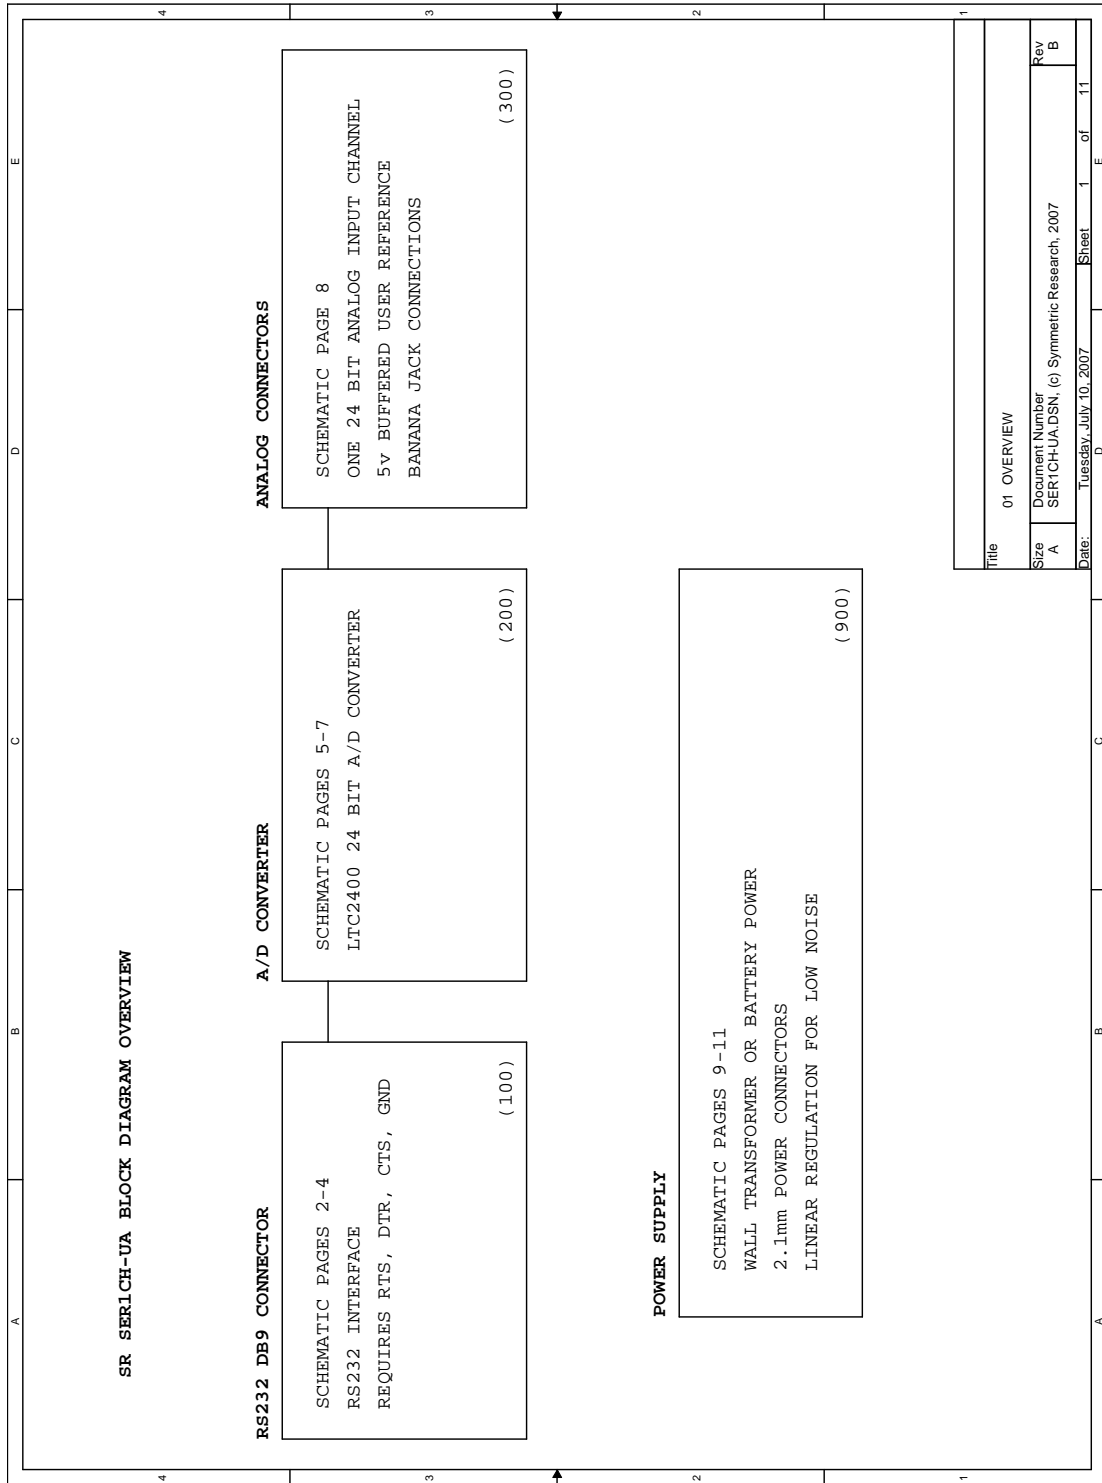 A B C D E
4 4
SR SER1CH-UA BLOCK DIAGRAM OVERVIEW
RS232 DB9 CONNECTOR
SCHEMATIC PAGES 2-4
RS232 INTERFACE
REQUIRES RTS, DTR, CTS, GND
(100)
A/D CONVERTER
SCHEMATIC PAGES 5-7
LTC2400 24 BIT A/D CONVERTER
(200)
ANALOG CONNECTORS
SCHEMATIC PAGE 8
ONE 24 BIT ANALOG INPUT CHANNEL
5v BUFFERED USER REFERENCE
BANANA JACK CONNECTIONS
(300)
3 3
POWER SUPPLY
SCHEMATIC PAGES 9-11
WALL TRANSFORMER OR BATTERY POWER
2.1mm POWER CONNECTORS
LINEAR REGULATION FOR LOW NOISE
(900)
2 2
1 1
Title
01 OVERVIEW
Size Document Number Rev
A SER1CH-UA.DSN, (c) Symmetric Research, 2007 B
Date: Tuesday, July 10, 2007 Sheet 1 of 11
A B C D E